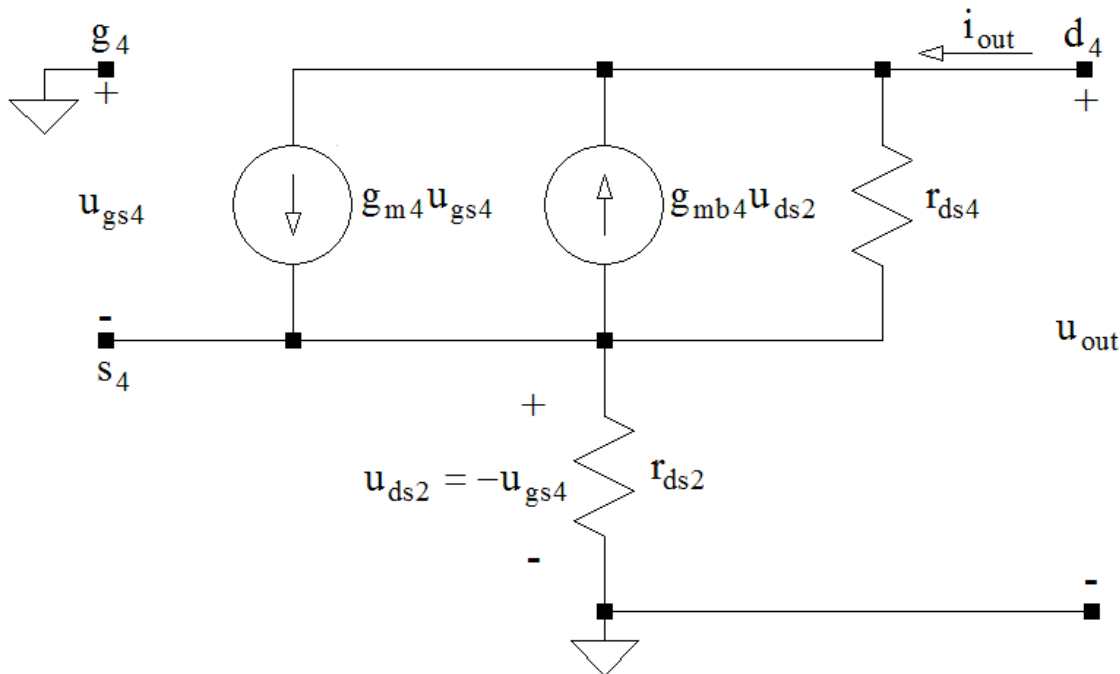 g4
iout
d4
+
+
ugs4
gm4ugs4
gmb4uds2
rds4
-
s4
uout
+
uds2 = −ugs4
rds2
-
-